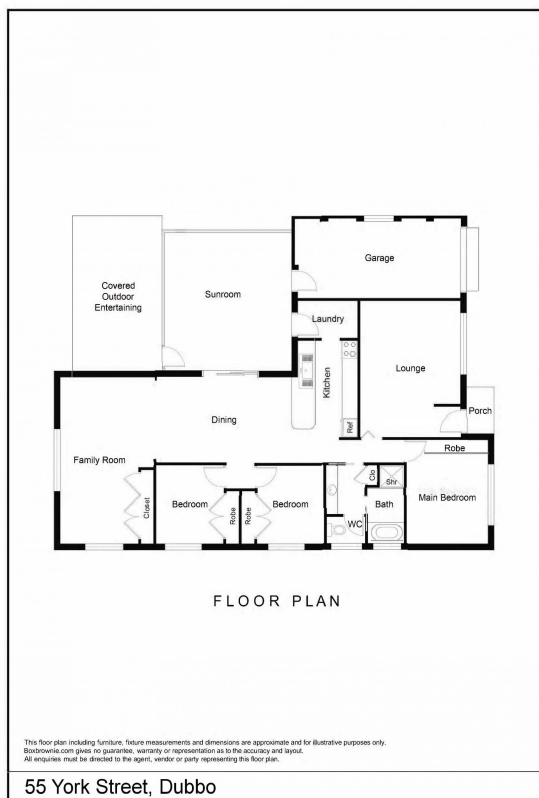 Garage
Covered
Outdoor
Entertaining
Sunroom
Laundry
Kitchen
Lounge
Porch
Dining
Ref
Family Room
Robe
Closet
Bedroom
Robe
Robe
Bedroom
Clo
Shr
Bath
WC
Main Bedroom
FLOOR PLAN
This floor plan including furniture, fixture measurements and dimensions are approximate and for illustrative purposes only.
Boxbrownie.com gives no guarantee, warranty or representation as to the accuracy and layout.
All enquiries must be directed to the agent, vendor or party representing this floor plan.
55 York Street, Dubbo